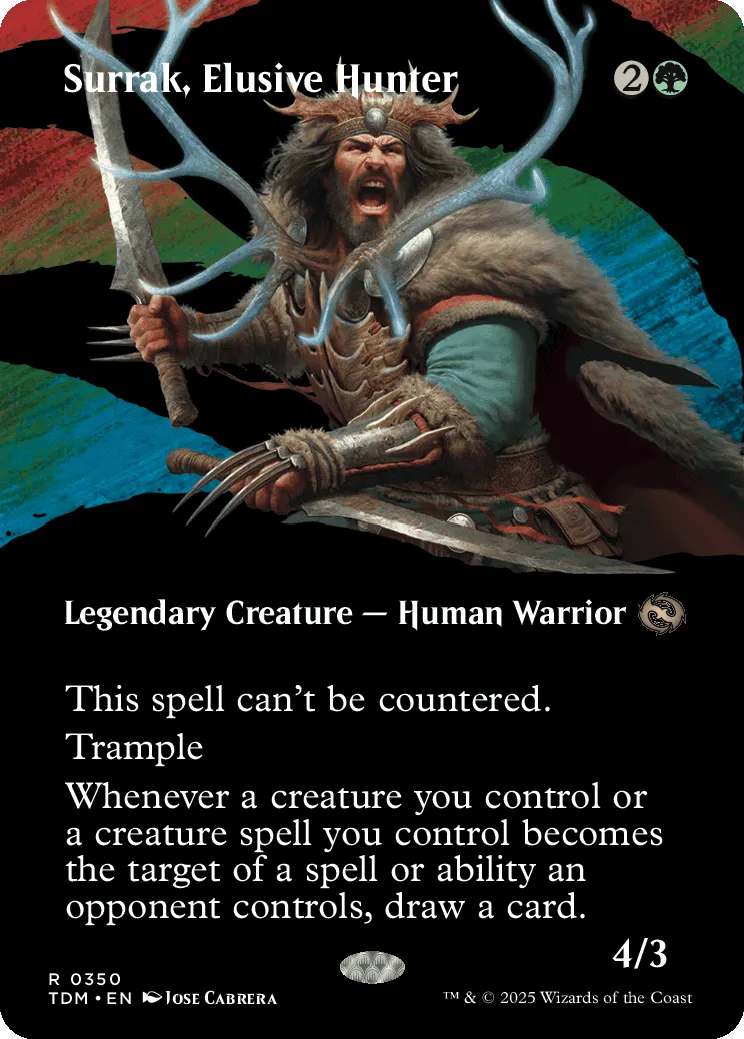 Surrak, Elusive Hunter 2
Legendary Creature — Human Warrior
This spell can't be countered.
Trample
Whenever a creature you control or
a creature spell you control becomes
the target of a spell or ability an
opponent controls, draw a card.
4/3
R 0350
TDM • EN Jose Cabrera
™ & © 2025 Wizards of the Coast